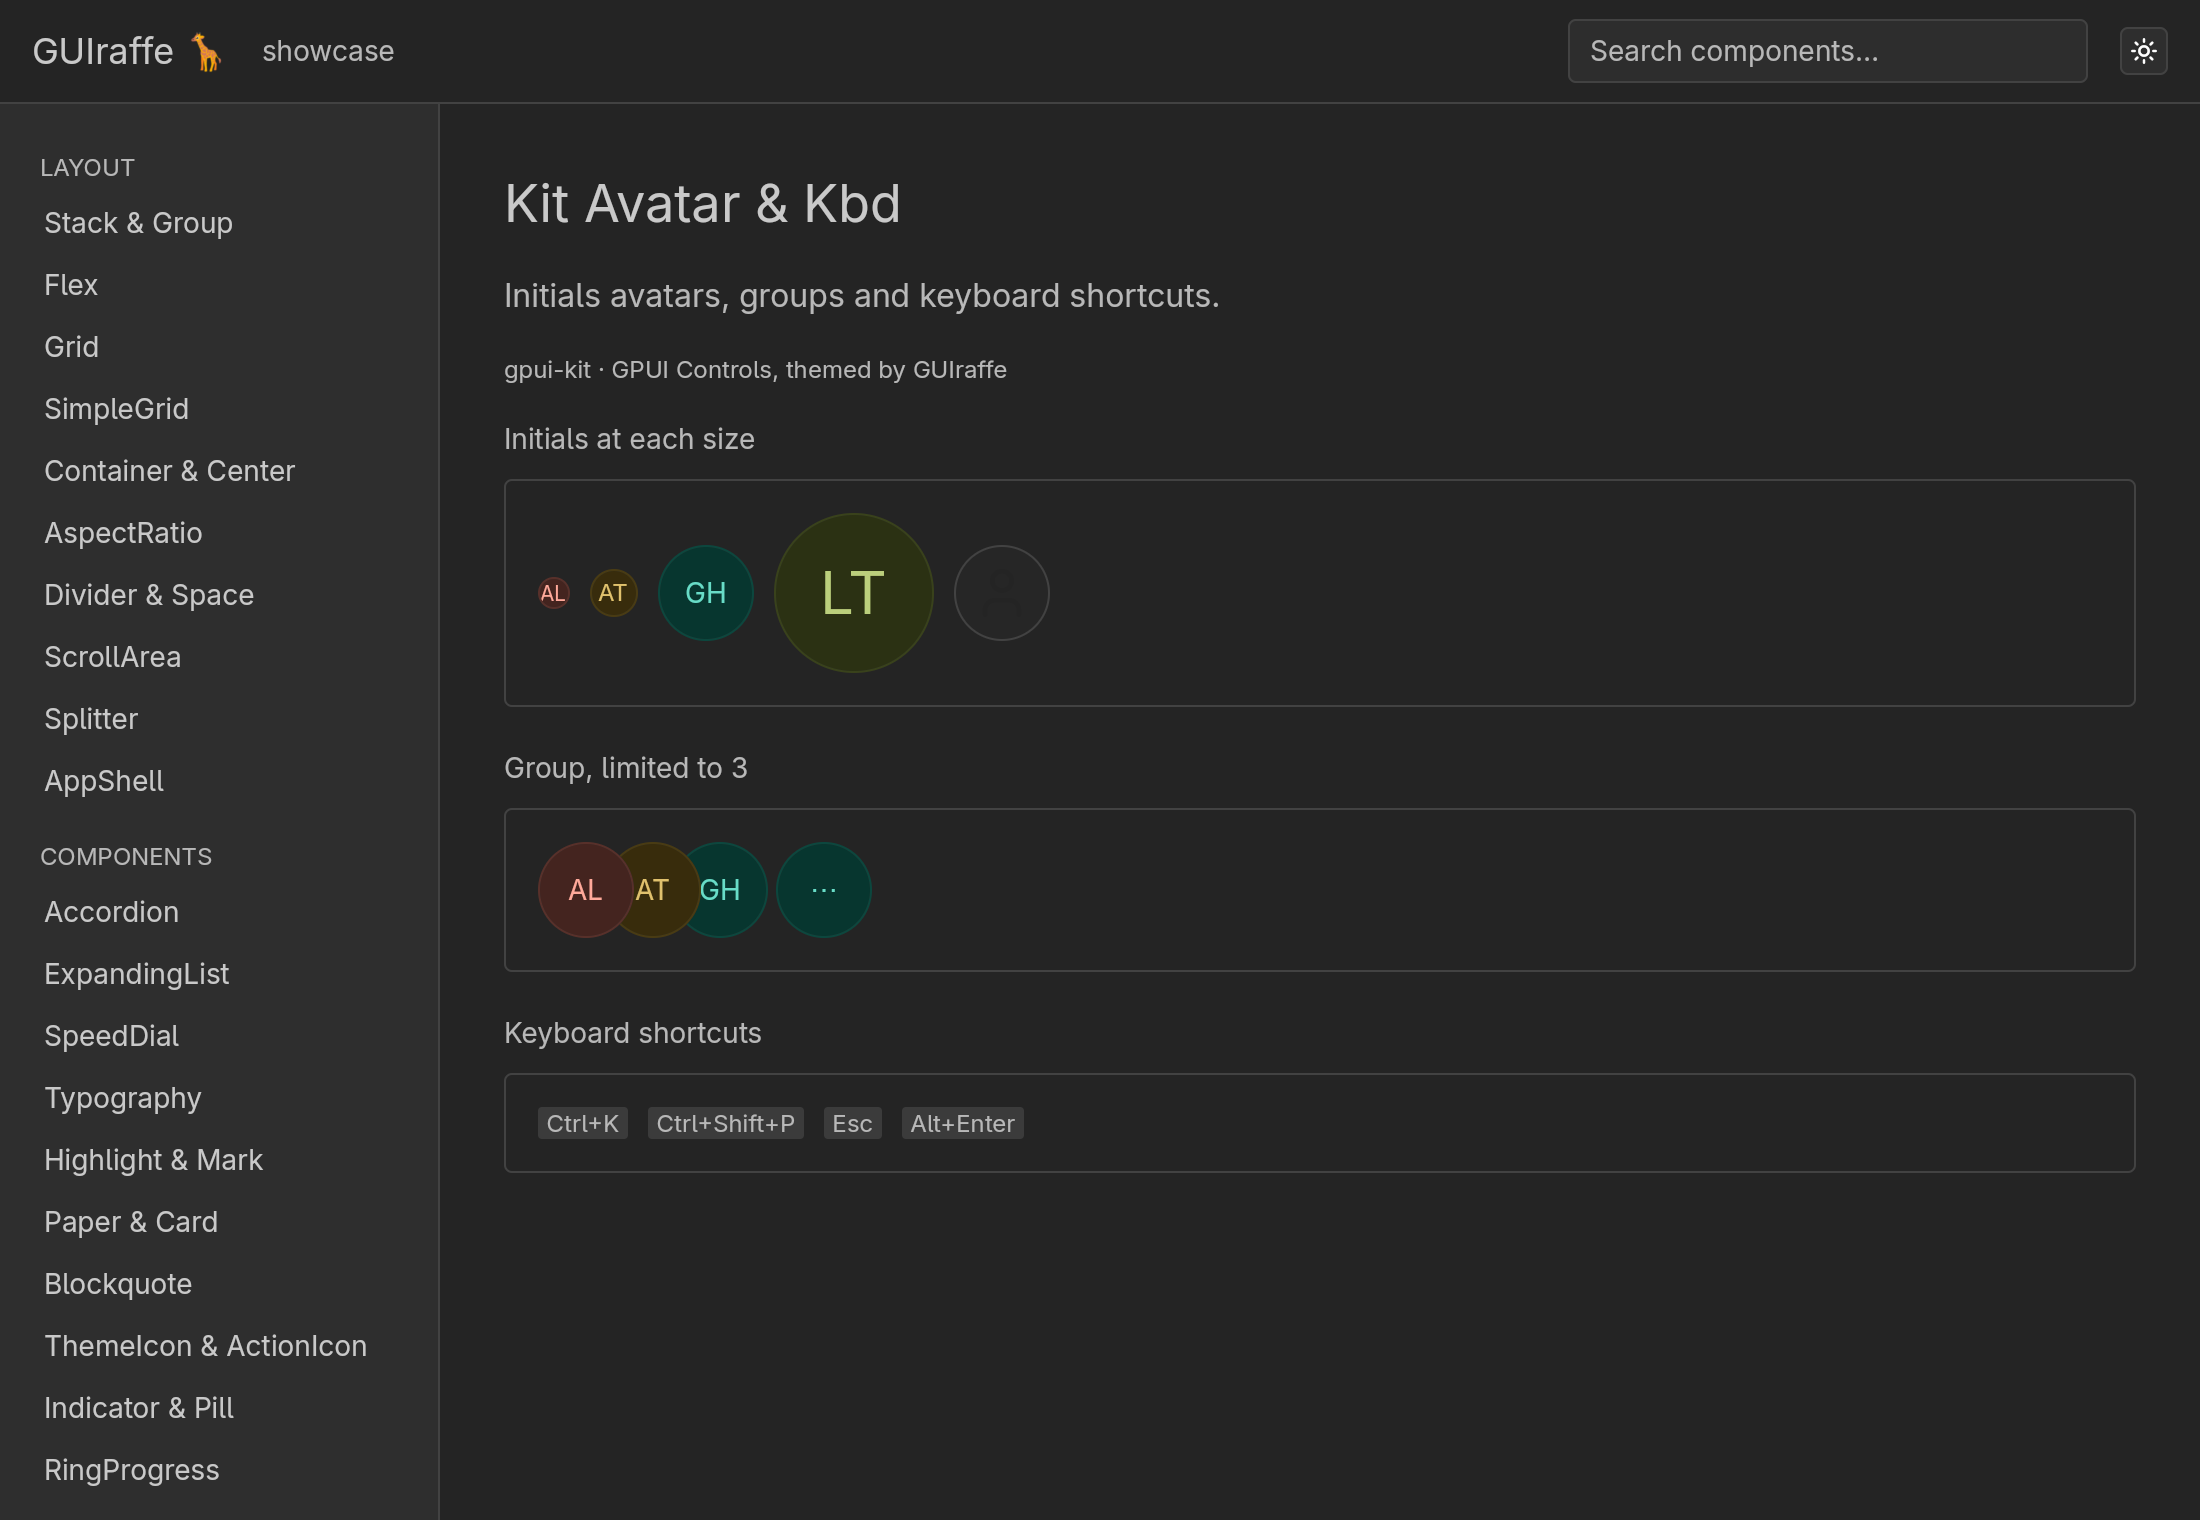 GUIraffe 🦒 showcase
Search components...
LAYOUT
Stack & Group
Flex
Grid
SimpleGrid
Container & Center
AspectRatio
Divider & Space
ScrollArea
Splitter
AppShell
COMPONENTS
Accordion
ExpandingList
SpeedDial
Typography
Highlight & Mark
Paper & Card
Blockquote
ThemeIcon & ActionIcon
Indicator & Pill
RingProgress
Kit Avatar & Kbd
Initials avatars, groups and keyboard shortcuts.
gpui-kit · GPUI Controls, themed by GUIraffe
Initials at each size
AL AT GH LT
Group, limited to 3
AL AT GH ⋯
Keyboard shortcuts
Ctrl+K Ctrl+Shift+P Esc Alt+Enter